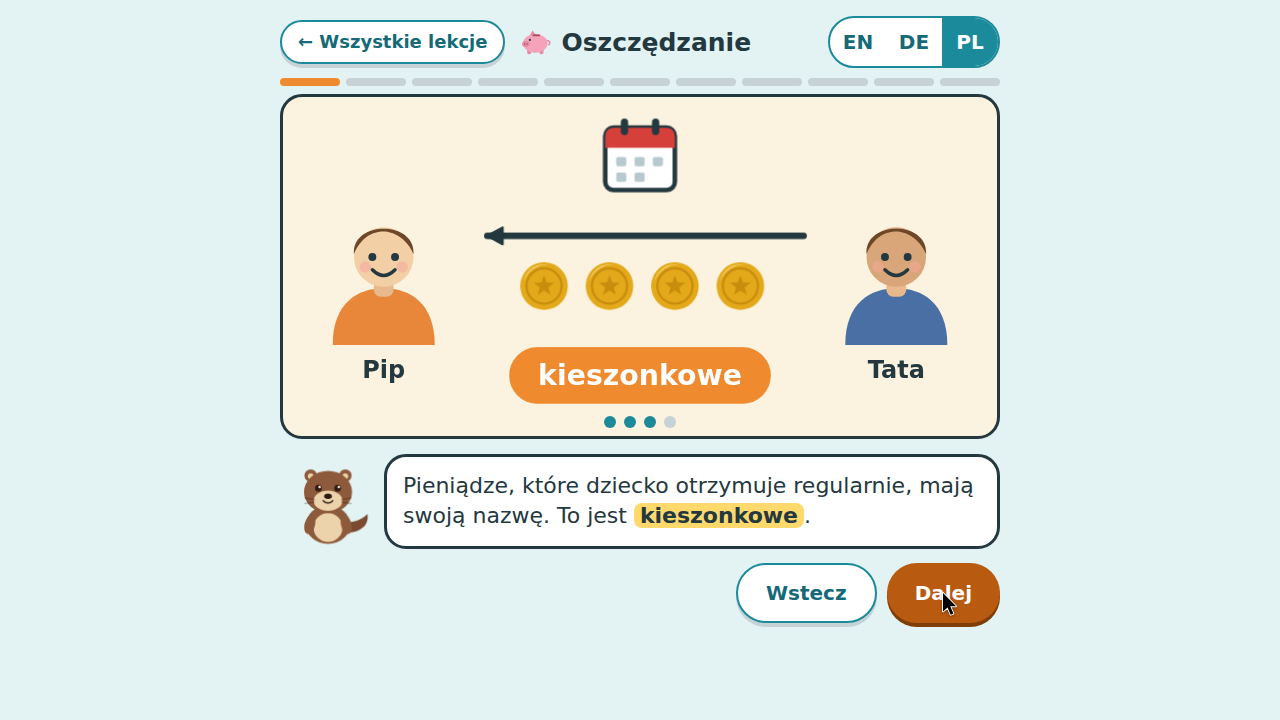 ← Wszystkie lekcje
Oszczędzanie
EN DE PL
Pip
Tata
kieszonkowe
Pieniądze, które dziecko otrzymuje regularnie, mają
swoją nazwę. To jest kieszonkowe.
Wstecz
Dalej